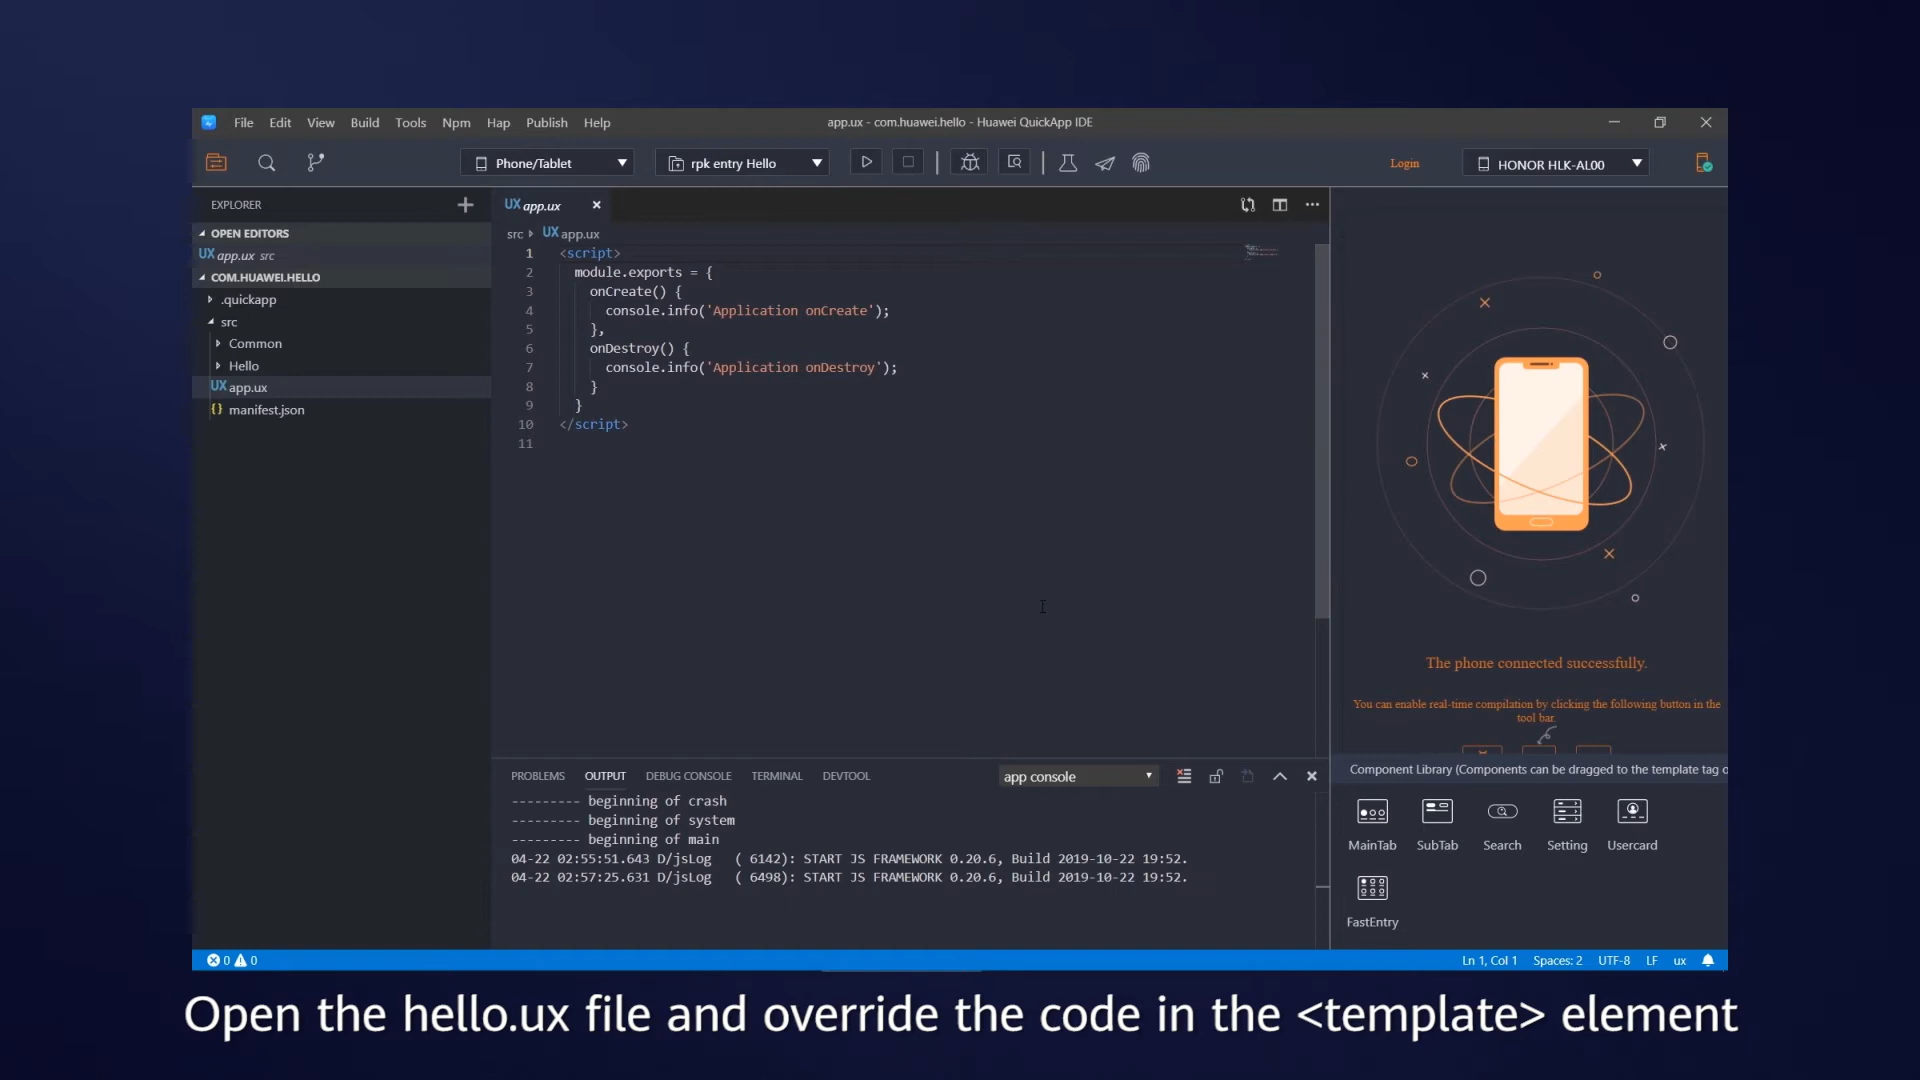 File Edit View Build Tools Npm Hap Publish Help
app.ux - com.huawei.hello - Huawei QuickApp IDE
Phone/Tablet
rpk entry Hello
Login
HONOR HLK-AL00
EXPLORER
OPEN EDITORS
UX app.ux src
COM.HUAWEI.HELLO
.quickapp
src
Common
Hello
UX app.ux
{} manifest.json
UX app.ux
src UX app.ux
1 <script>
2 module.exports = {
3 onCreate() {
4 console.info('Application onCreate');
5 },
6 onDestroy() {
7 console.info('Application onDestroy');
8 }
9 }
10 </script>
11
The phone connected successfully.
You can enable real-time compilation by clicking the following button in the
tool bar.
Component Library (Components can be dragged to the template tag o
MainTab SubTab Search Setting Usercard
FastEntry
PROBLEMS OUTPUT DEBUG CONSOLE TERMINAL DEVTOOL
app console
--------- beginning of crash
--------- beginning of system
--------- beginning of main
04-22 02:55:51.643 D/jsLog ( 6142): START JS FRAMEWORK 0.20.6, Build 2019-10-22 19:52.
04-22 02:57:25.631 D/jsLog ( 6498): START JS FRAMEWORK 0.20.6, Build 2019-10-22 19:52.
0 0
Ln 1, Col 1 Spaces: 2 UTF-8 LF ux
Open the hello.ux file and override the code in the <template> element